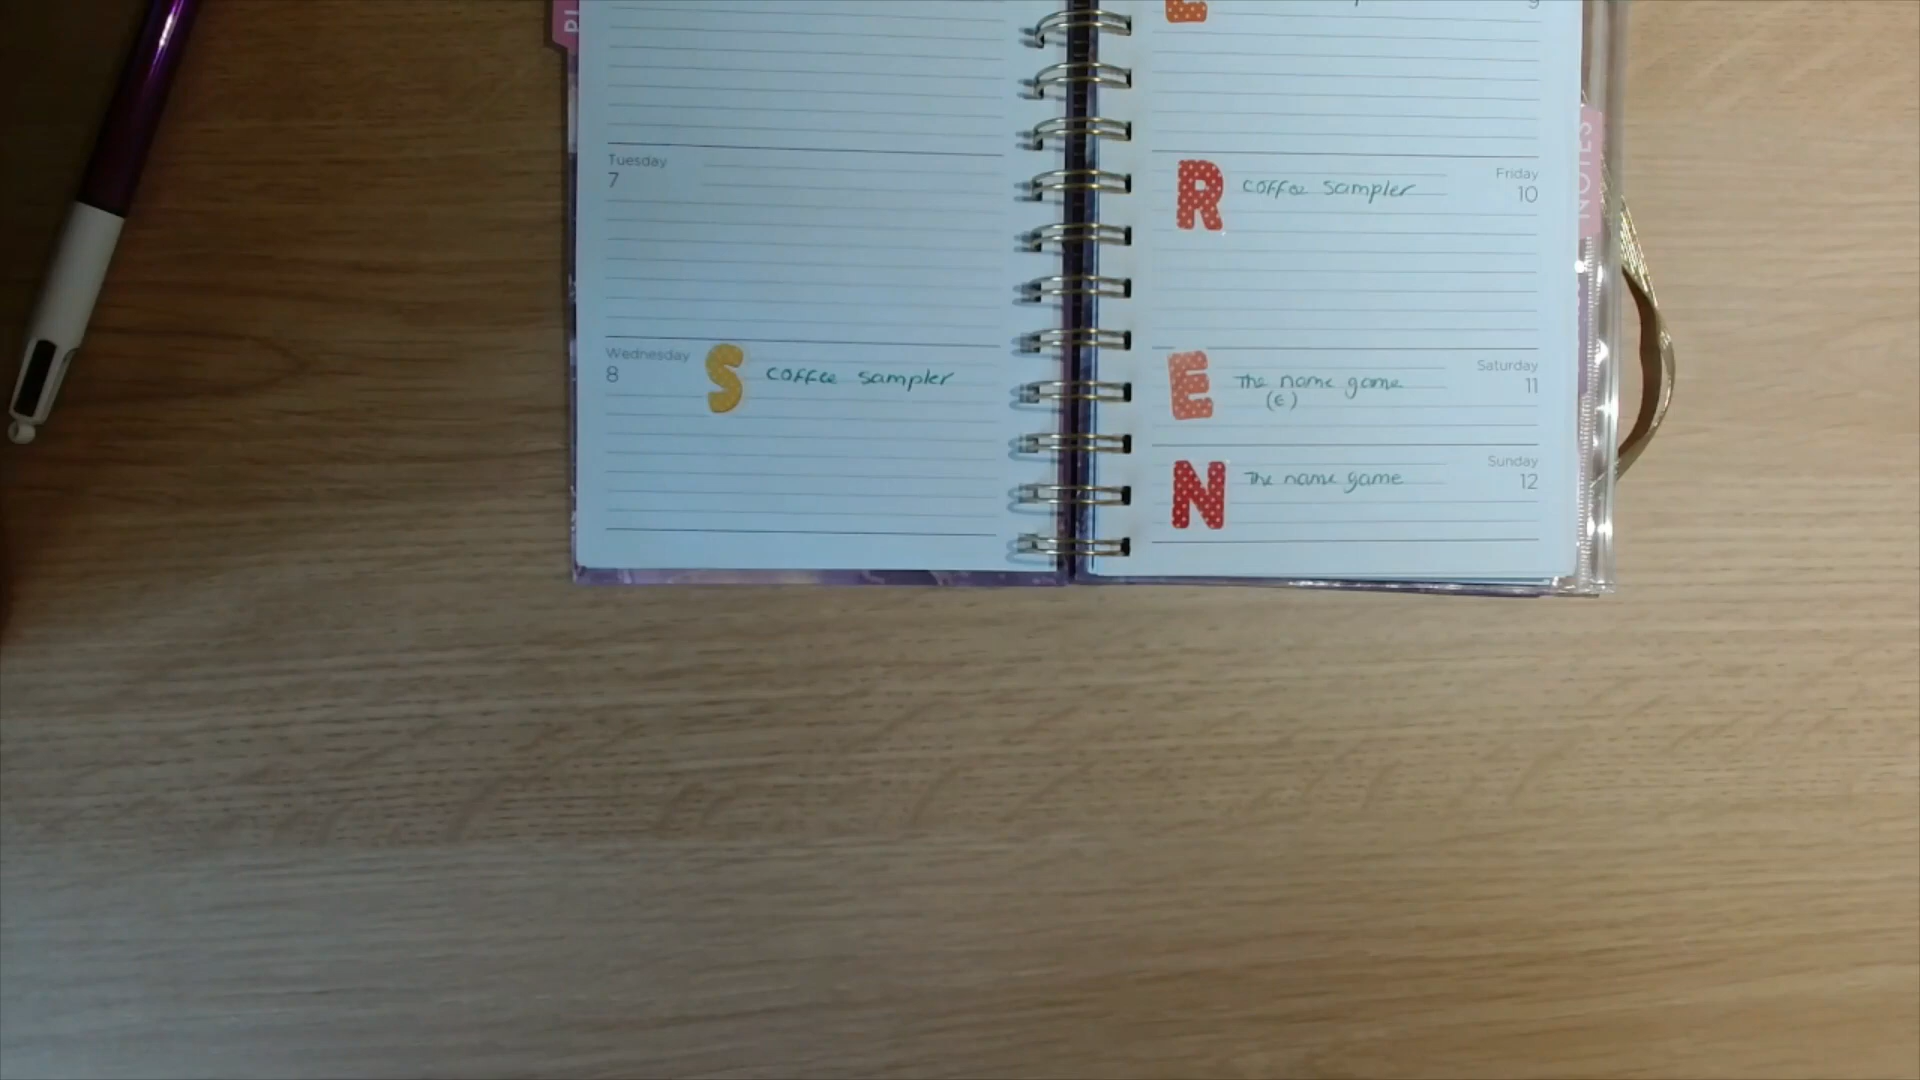 Tuesday
7
Wednesday
8
S coffee sampler
9
R coffee sampler
Friday
10
E The name game
(E)
Saturday
11
N The name game
Sunday
12
NOTES